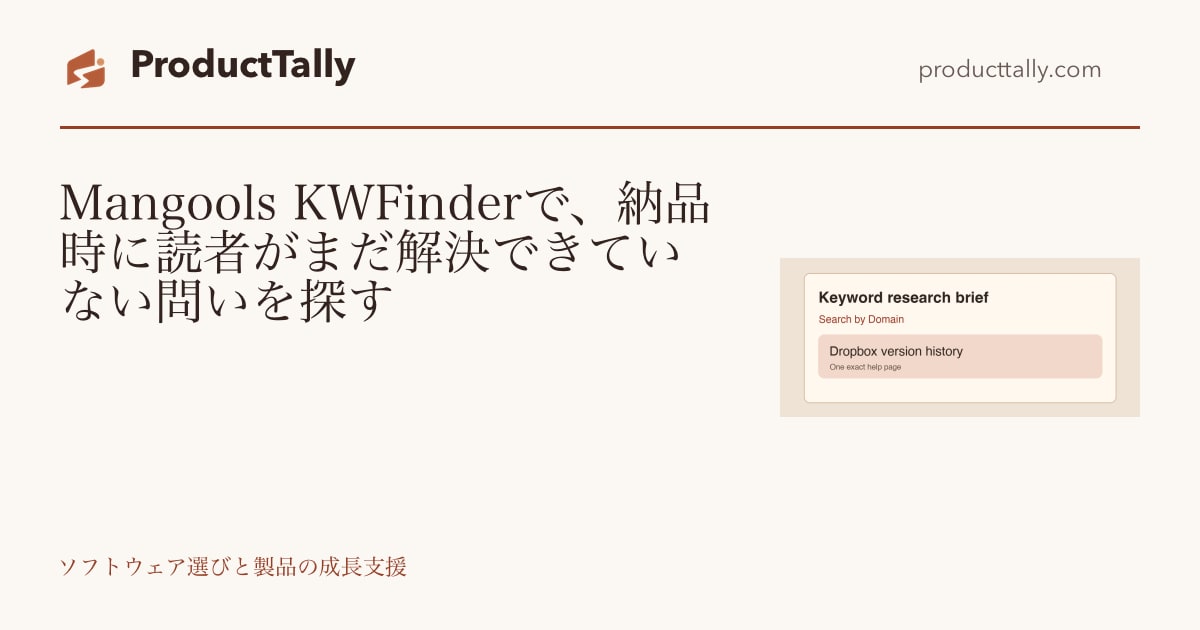 ProductTally
producttally.com
Mangools KWFinderで、納品
時に読者がまだ解決できてい
ない問いを探す
Keyword research brief
Search by Domain
Dropbox version history
One exact help page
ソフトウェア選びと製品の成長支援